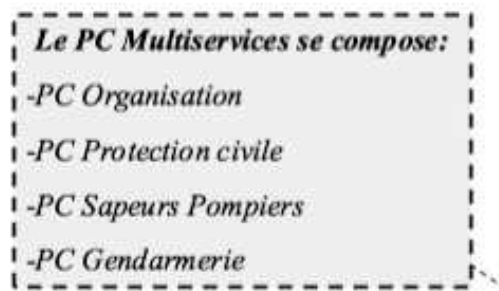 Le PC Multiservices se compose:
-PC Organisation
-PC Protection civile
-PC Sapeurs Pompiers
-PC Gendarmerie